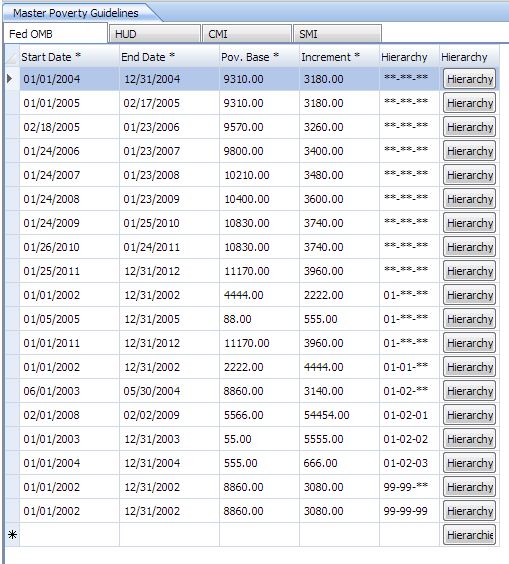 Master Poverty Guidelines
Fed OMB HUD CMI SMI
Start Date * End Date * Pov. Base * Increment * Hierarchy Hierarchy
01/01/2004 12/31/2004 9310.00 3180.00 **-**-** Hierarchy
01/01/2005 02/17/2005 9310.00 3180.00 **-**-** Hierarchy
02/18/2005 01/23/2006 9570.00 3260.00 **-**-** Hierarchy
01/24/2006 01/23/2007 9800.00 3400.00 **-**-** Hierarchy
01/24/2007 01/23/2008 10210.00 3480.00 **-**-** Hierarchy
01/24/2008 01/23/2009 10400.00 3600.00 **-**-** Hierarchy
01/24/2009 01/25/2010 10830.00 3740.00 **-**-** Hierarchy
01/26/2010 01/24/2011 10830.00 3740.00 **-**-** Hierarchy
01/25/2011 12/31/2012 11170.00 3960.00 **-**-** Hierarchy
01/01/2002 12/31/2002 4444.00 2222.00 01-**-** Hierarchy
01/05/2005 12/31/2005 88.00 555.00 01-**-** Hierarchy
01/01/2011 12/31/2012 11170.00 3960.00 01-**-** Hierarchy
01/01/2002 12/31/2002 2222.00 4444.00 01-01-** Hierarchy
06/01/2003 05/30/2004 8860.00 3140.00 01-02-** Hierarchy
02/01/2008 02/02/2009 5566.00 54454.00 01-02-01 Hierarchy
01/01/2003 12/31/2003 55.00 5555.00 01-02-02 Hierarchy
01/01/2004 12/31/2004 555.00 666.00 01-02-03 Hierarchy
01/01/2002 12/31/2002 8860.00 3080.00 99-99-** Hierarchy
01/01/2002 12/31/2002 8860.00 3080.00 99-99-99 Hierarchy
* Hierarchie